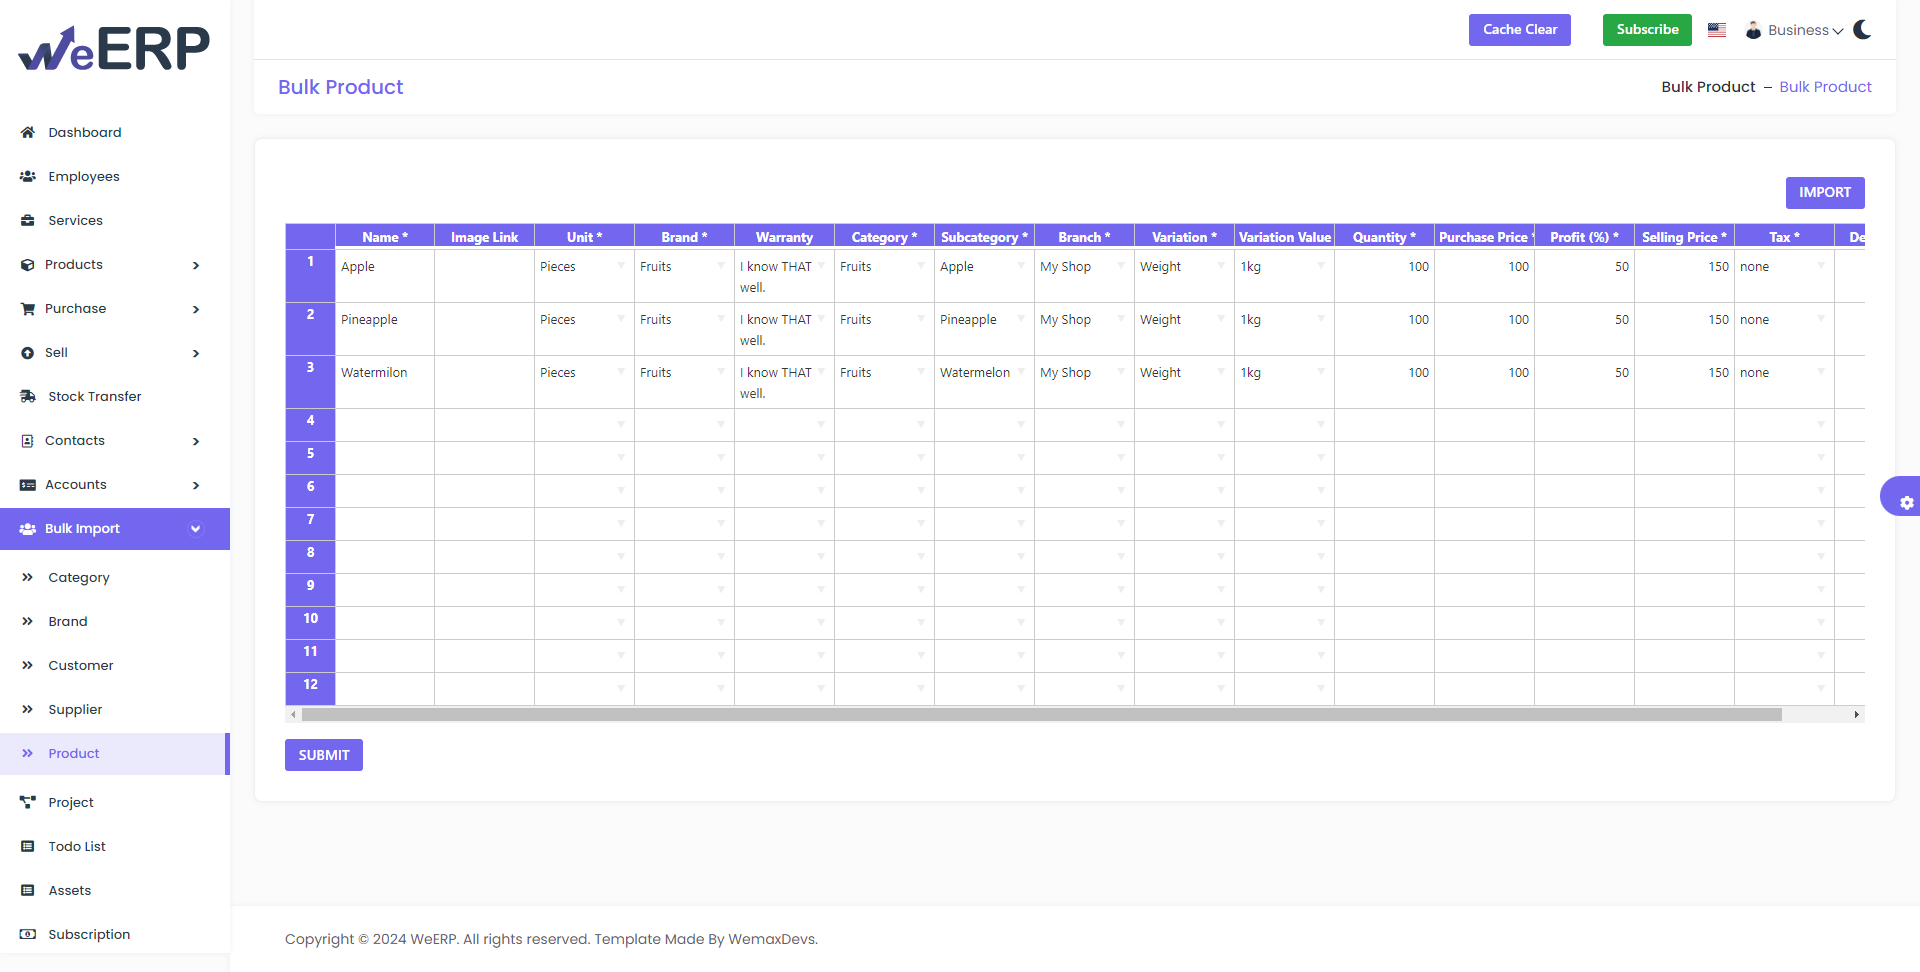 WeERP
Cache Clear Subscribe Business
Bulk Product
Bulk Product – Bulk Product
Dashboard
Employees
Services
Products
Purchase
Sell
Stock Transfer
Contacts
Accounts
Bulk Import
Category
Brand
Customer
Supplier
Product
Project
Todo List
Assets
Subscription
IMPORT
Name * Image Link Unit * Brand * Warranty Category * Subcategory * Branch * Variation * Variation Value Quantity * Purchase Price * Profit (%) * Selling Price * Tax * De
1 Apple Pieces Fruits I know THAT Fruits Apple My Shop Weight 1kg 100 100 50 150 none
well.
2 Pineapple Pieces Fruits I know THAT Fruits Pineapple My Shop Weight 1kg 100 100 50 150 none
well.
3 Watermilon Pieces Fruits I know THAT Fruits Watermelon My Shop Weight 1kg 100 100 50 150 none
well.
4
5
6
7
8
9
10
11
12
SUBMIT
Copyright © 2024 WeERP. All rights reserved. Template Made By WemaxDevs.